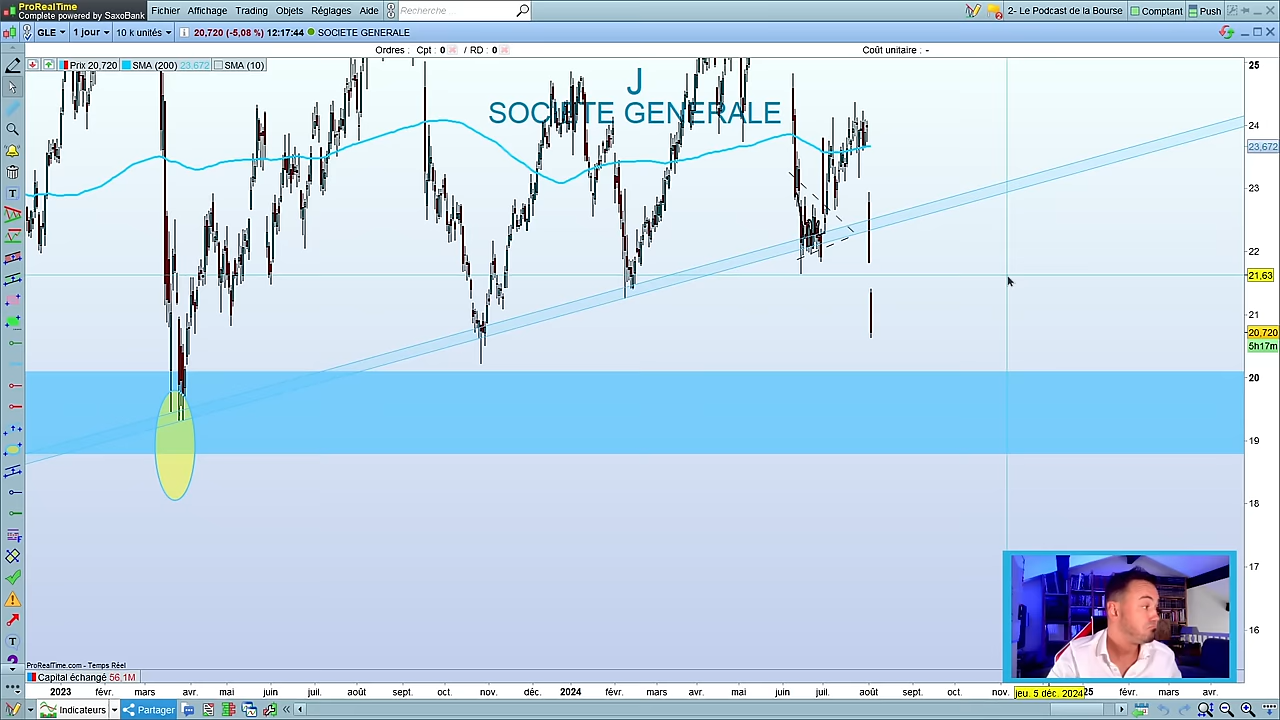 ProRealTime
Complete powered by SaxoBank
Fichier Affichage Trading Objets Réglages Aide Recherche 2- Le Podcast de la Bourse Comptant Push
GLE 1 jour 10 k unités 20,720 (-5,08 %) 12:17:44 SOCIETE GENERALE
Ordres : Cpt : 0 / RD : 0 Coût unitaire : -
Prix 20,720 SMA (200) 23.672 SMA (10)
J
SOCIETE GENERALE
25
24
23,672
23
22
21,63
21
20,720
5h17m
20
19
18
17
16
ProRealTime.com - Temps Réel
Capital échangé 56.1M
2023 févr. mars avr. mai juin juil. août sept. oct. nov. déc. 2024 févr. mars avr. mai juin juil. août sept. oct. nov. jeu. 5 déc. 2024 25 févr. mars avr.
Indicateurs Partager